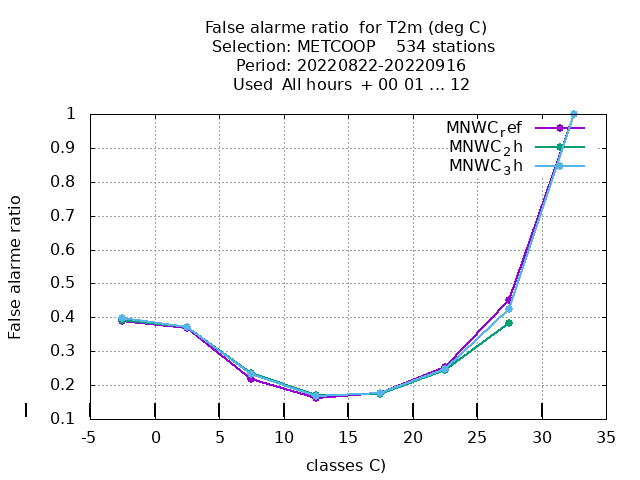 False alarme ratio  for T2m (deg C)
Selection: METCOOP    534 stations
Period: 20220822-20220916
Used  All hours  + 00 01 ... 12
False alarme ratio
1
0.9
0.8
0.7
0.6
0.5
0.4
0.3
0.2
0.1
MNWC_ref
MNWC_2h
MNWC_3h
-5 0 5 10 15 20 25 30 35
classes C)